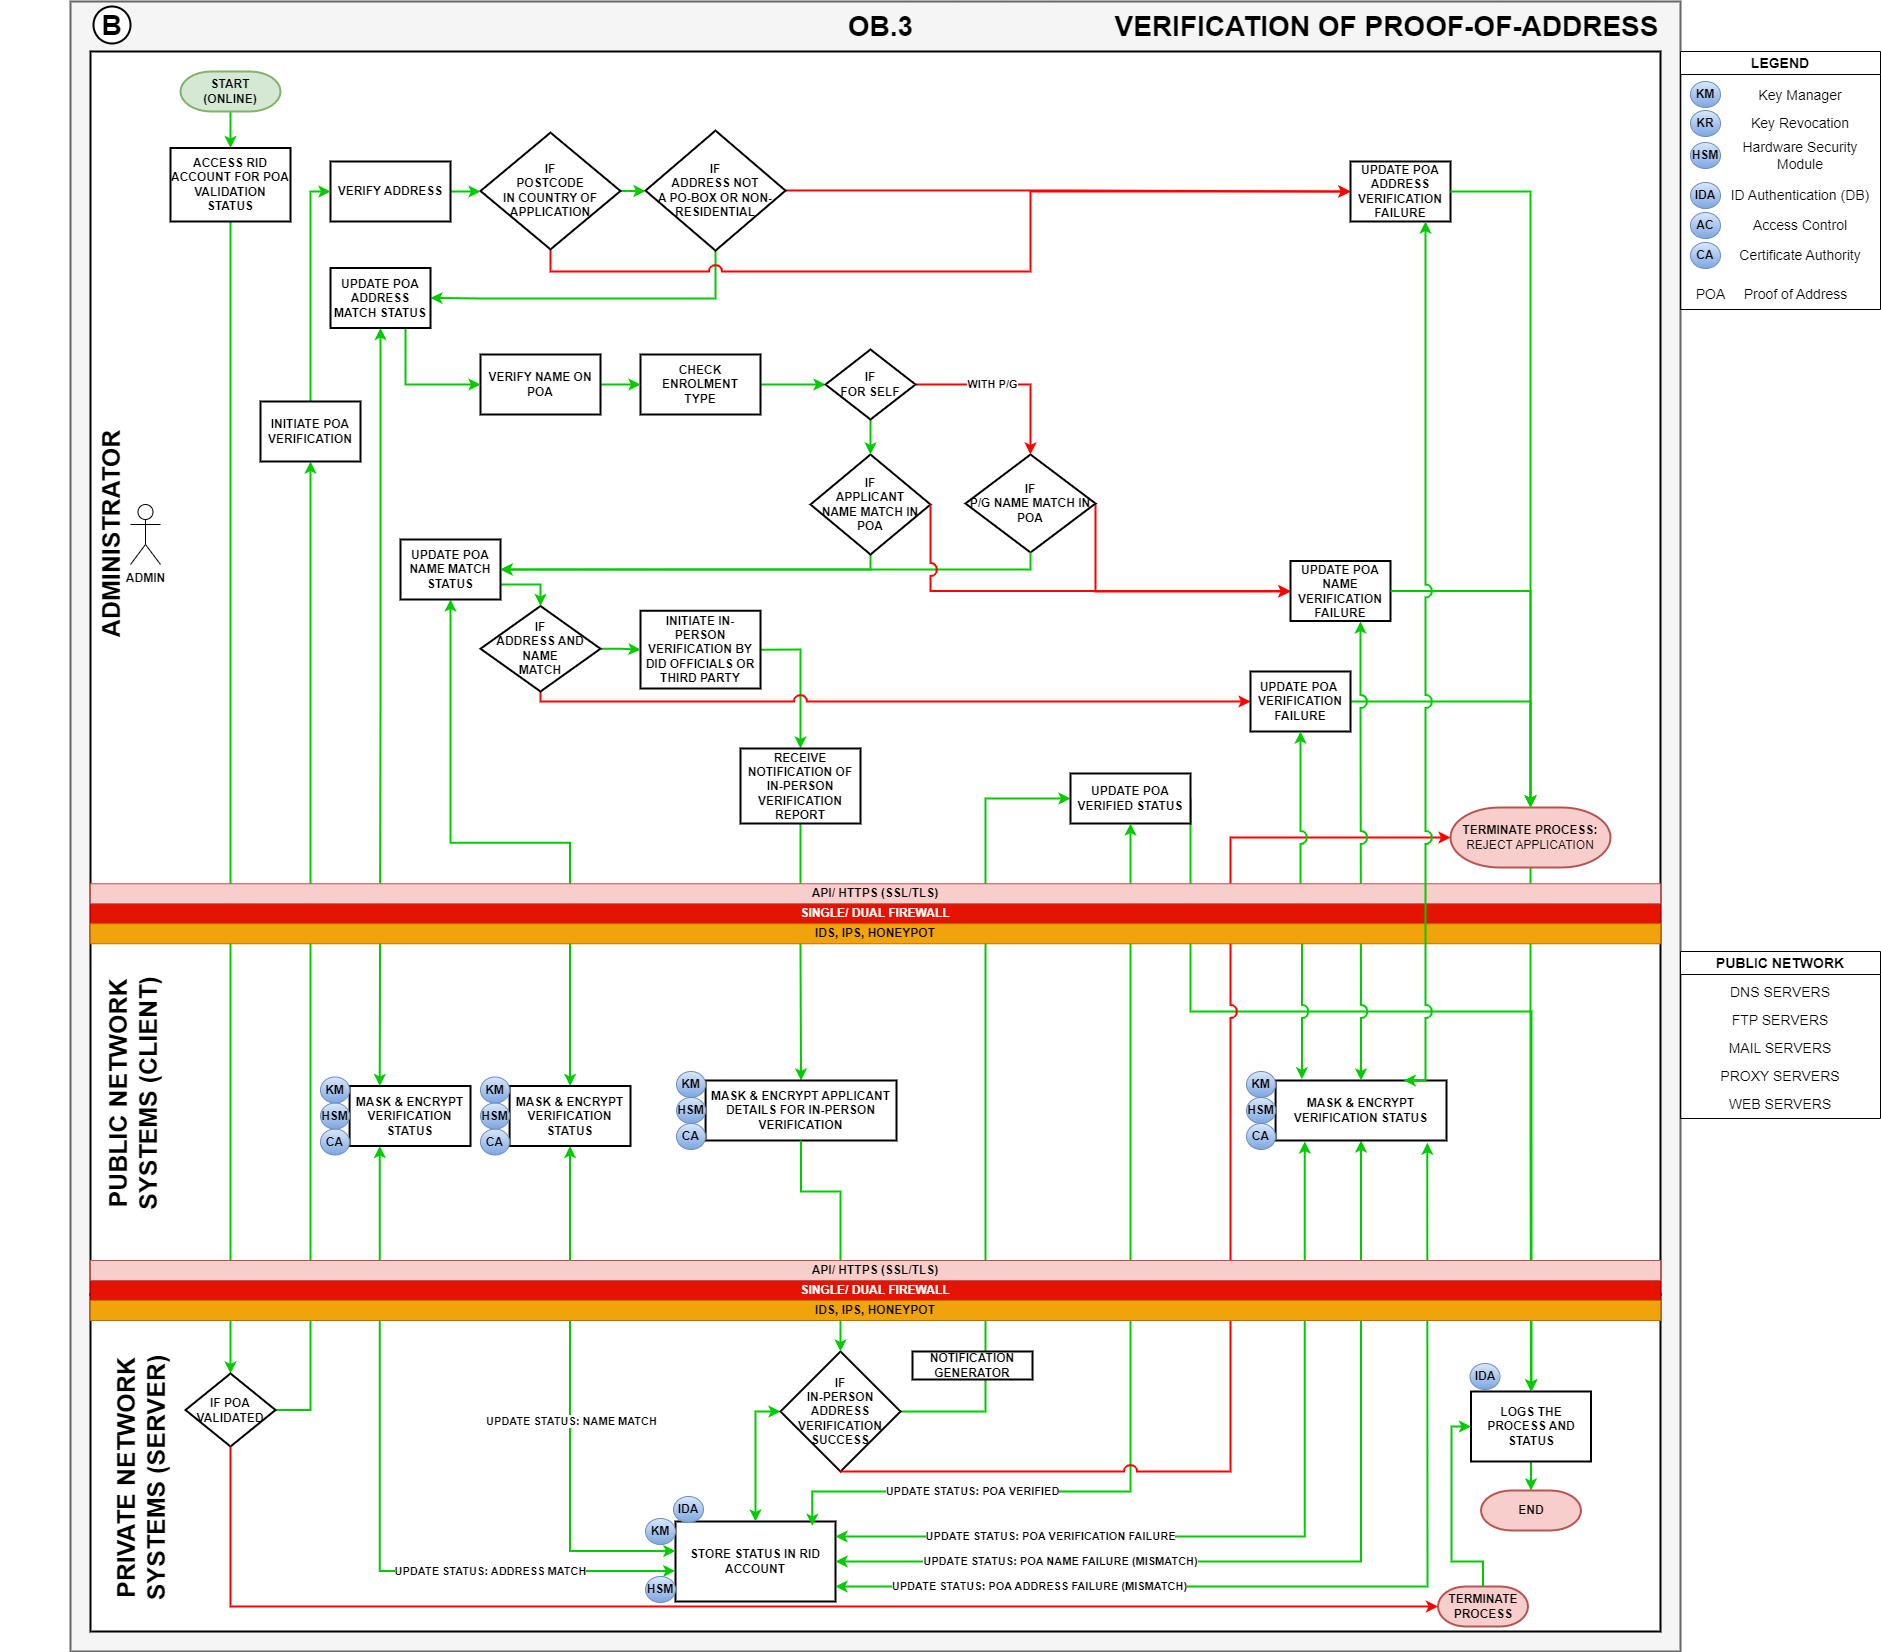 B
OB.3
VERIFICATION OF PROOF-OF-ADDRESS
LEGEND
KM
Key Manager
KR
Key Revocation
HSM
Hardware Security
Module
IDA
ID Authentication (DB)
AC
Access Control
CA
Certificate Authority
POA
Proof of Address
START
(ONLINE)
ACCESS RID
ACCOUNT FOR POA
VALIDATION
STATUS
VERIFY ADDRESS
IF
POSTCODE
IN COUNTRY OF
APPLICATION
IF
ADDRESS NOT
A PO-BOX OR NON-
RESIDENTIAL
UPDATE POA
ADDRESS
VERIFICATION
FAILURE
UPDATE POA
ADDRESS
MATCH STATUS
VERIFY NAME ON
POA
CHECK
ENROLMENT
TYPE
IF
FOR SELF
WITH P/G
INITIATE POA
VERIFICATION
IF
APPLICANT
NAME MATCH IN
POA
IF
P/G NAME MATCH IN
POA
ADMINISTRATOR
ADMIN
UPDATE POA
NAME MATCH
STATUS
UPDATE POA
NAME
VERIFICATION
FAILURE
IF
ADDRESS AND
NAME
MATCH
INITIATE IN-
PERSON
VERIFICATION BY
DID OFFICIALS OR
THIRD PARTY
UPDATE POA
VERIFICATION
FAILURE
RECEIVE
NOTIFICATION OF
IN-PERSON
VERIFICATION
REPORT
UPDATE POA
VERIFIED STATUS
TERMINATE PROCESS:
REJECT APPLICATION
API/ HTTPS (SSL/TLS)
SINGLE/ DUAL FIREWALL
IDS, IPS, HONEYPOT
PUBLIC NETWORK
DNS SERVERS
FTP SERVERS
MAIL SERVERS
PROXY SERVERS
WEB SERVERS
PUBLIC NETWORK
SYSTEMS (CLIENT)
KM
HSM
CA
MASK & ENCRYPT
VERIFICATION
STATUS
KM
HSM
CA
MASK & ENCRYPT
VERIFICATION
STATUS
KM
HSM
CA
MASK & ENCRYPT APPLICANT
DETAILS FOR IN-PERSON
VERIFICATION
KM
HSM
CA
MASK & ENCRYPT
VERIFICATION STATUS
API/ HTTPS (SSL/TLS)
SINGLE/ DUAL FIREWALL
IDS, IPS, HONEYPOT
PRIVATE NETWORK
SYSTEMS (SERVER)
IF POA
VALIDATED
UPDATE STATUS: NAME MATCH
IF
IN-PERSON
ADDRESS
VERIFICATION
SUCCESS
NOTIFICATION
GENERATOR
IDA
LOGS THE
PROCESS AND
STATUS
END
UPDATE STATUS: POA VERIFIED
IDA
KM
HSM
STORE STATUS IN RID
ACCOUNT
UPDATE STATUS: ADDRESS MATCH
UPDATE STATUS: POA VERIFICATION FAILURE
UPDATE STATUS: POA NAME FAILURE (MISMATCH)
UPDATE STATUS: POA ADDRESS FAILURE (MISMATCH)
TERMINATE
PROCESS